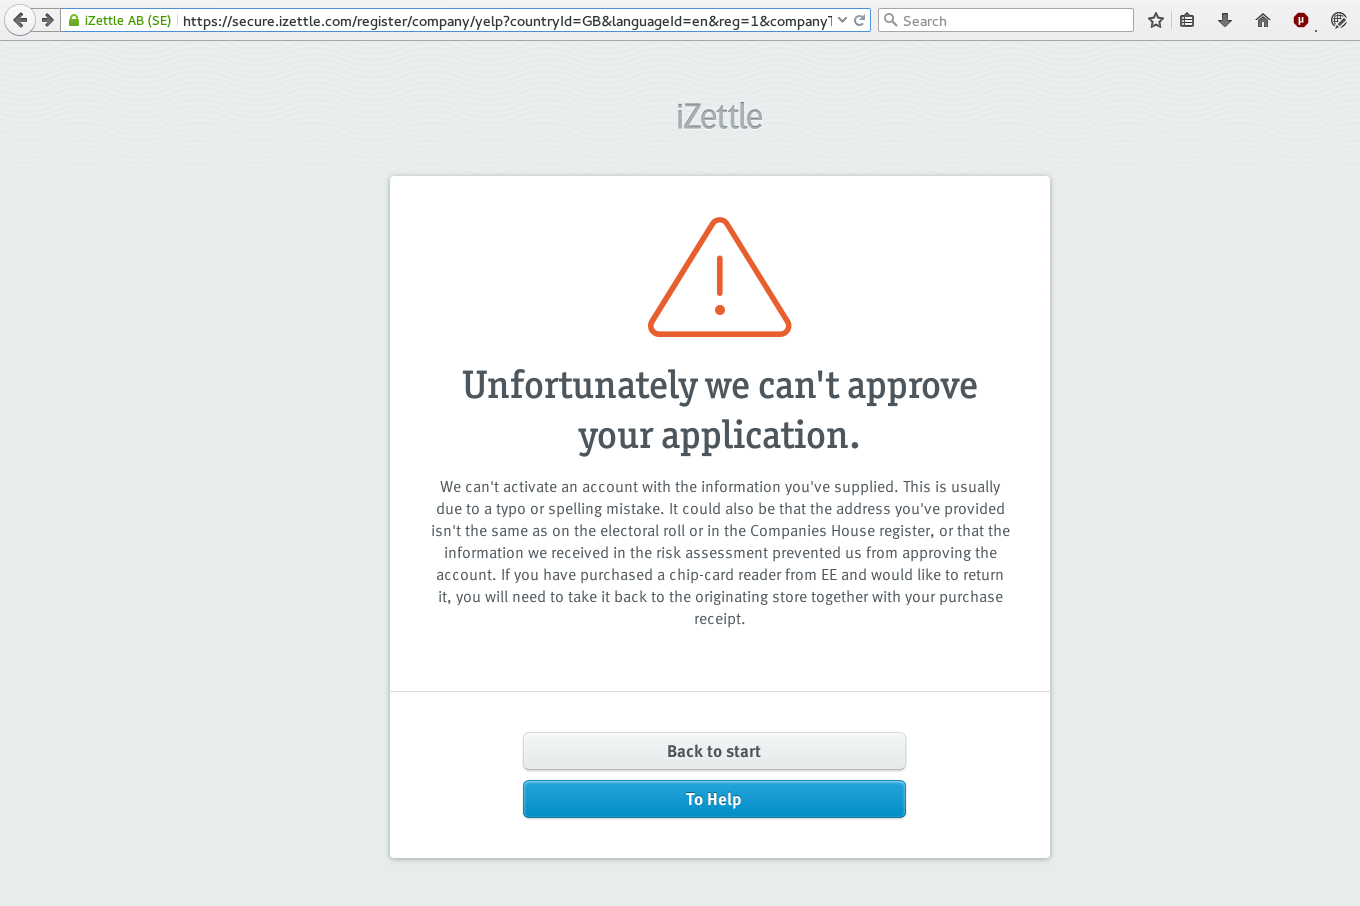 iZettle AB (SE) https://secure.izettle.com/register/company/yelp?countryId=GB&languageId=en&reg=1&companyT Search
iZettle
Unfortunately we can't approve
your application.
We can't activate an account with the information you've supplied. This is usually
due to a typo or spelling mistake. It could also be that the address you've provided
isn't the same as on the electoral roll or in the Companies House register, or that the
information we received in the risk assessment prevented us from approving the
account. If you have purchased a chip-card reader from EE and would like to return
it, you will need to take it back to the originating store together with your purchase
receipt.
Back to start
To Help